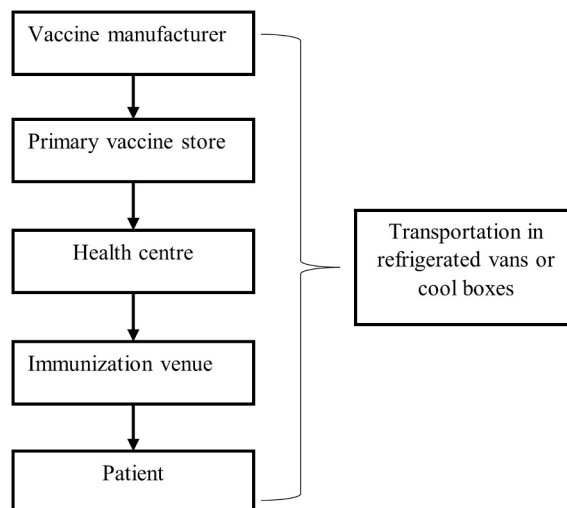 Vaccine manufacturer
Primary vaccine store
Health centre
Immunization venue
Patient
Transportation in
refrigerated vans or
cool boxes